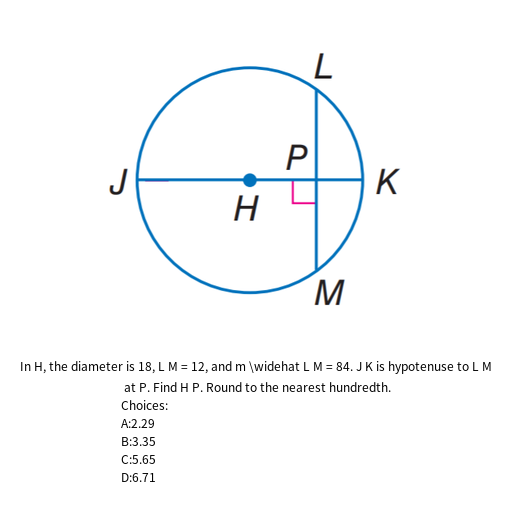 L
P
J
K
H
M
In H, the diameter is 18, L M = 12, and m \widehat L M = 84. J K is hypotenuse to L M
at P. Find H P. Round to the nearest hundredth.
Choices:
A:2.29
B:3.35
C:5.65
D:6.71